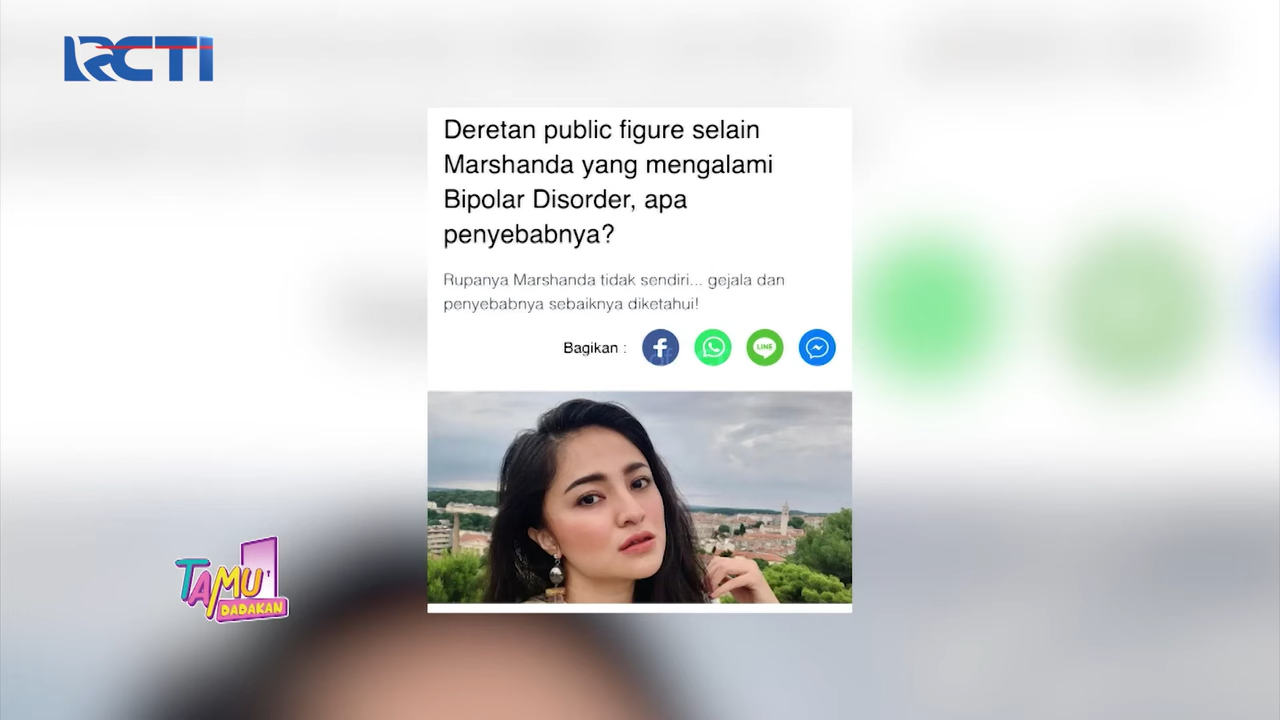 RCTI
Deretan public figure selain
Marshanda yang mengalami
Bipolar Disorder, apa
penyebabnya?
Rupanya Marshanda tidak sendiri... gejala dan
penyebabnya sebaiknya diketahui!
Bagikan :
LINE
TAMU
DADAKAN